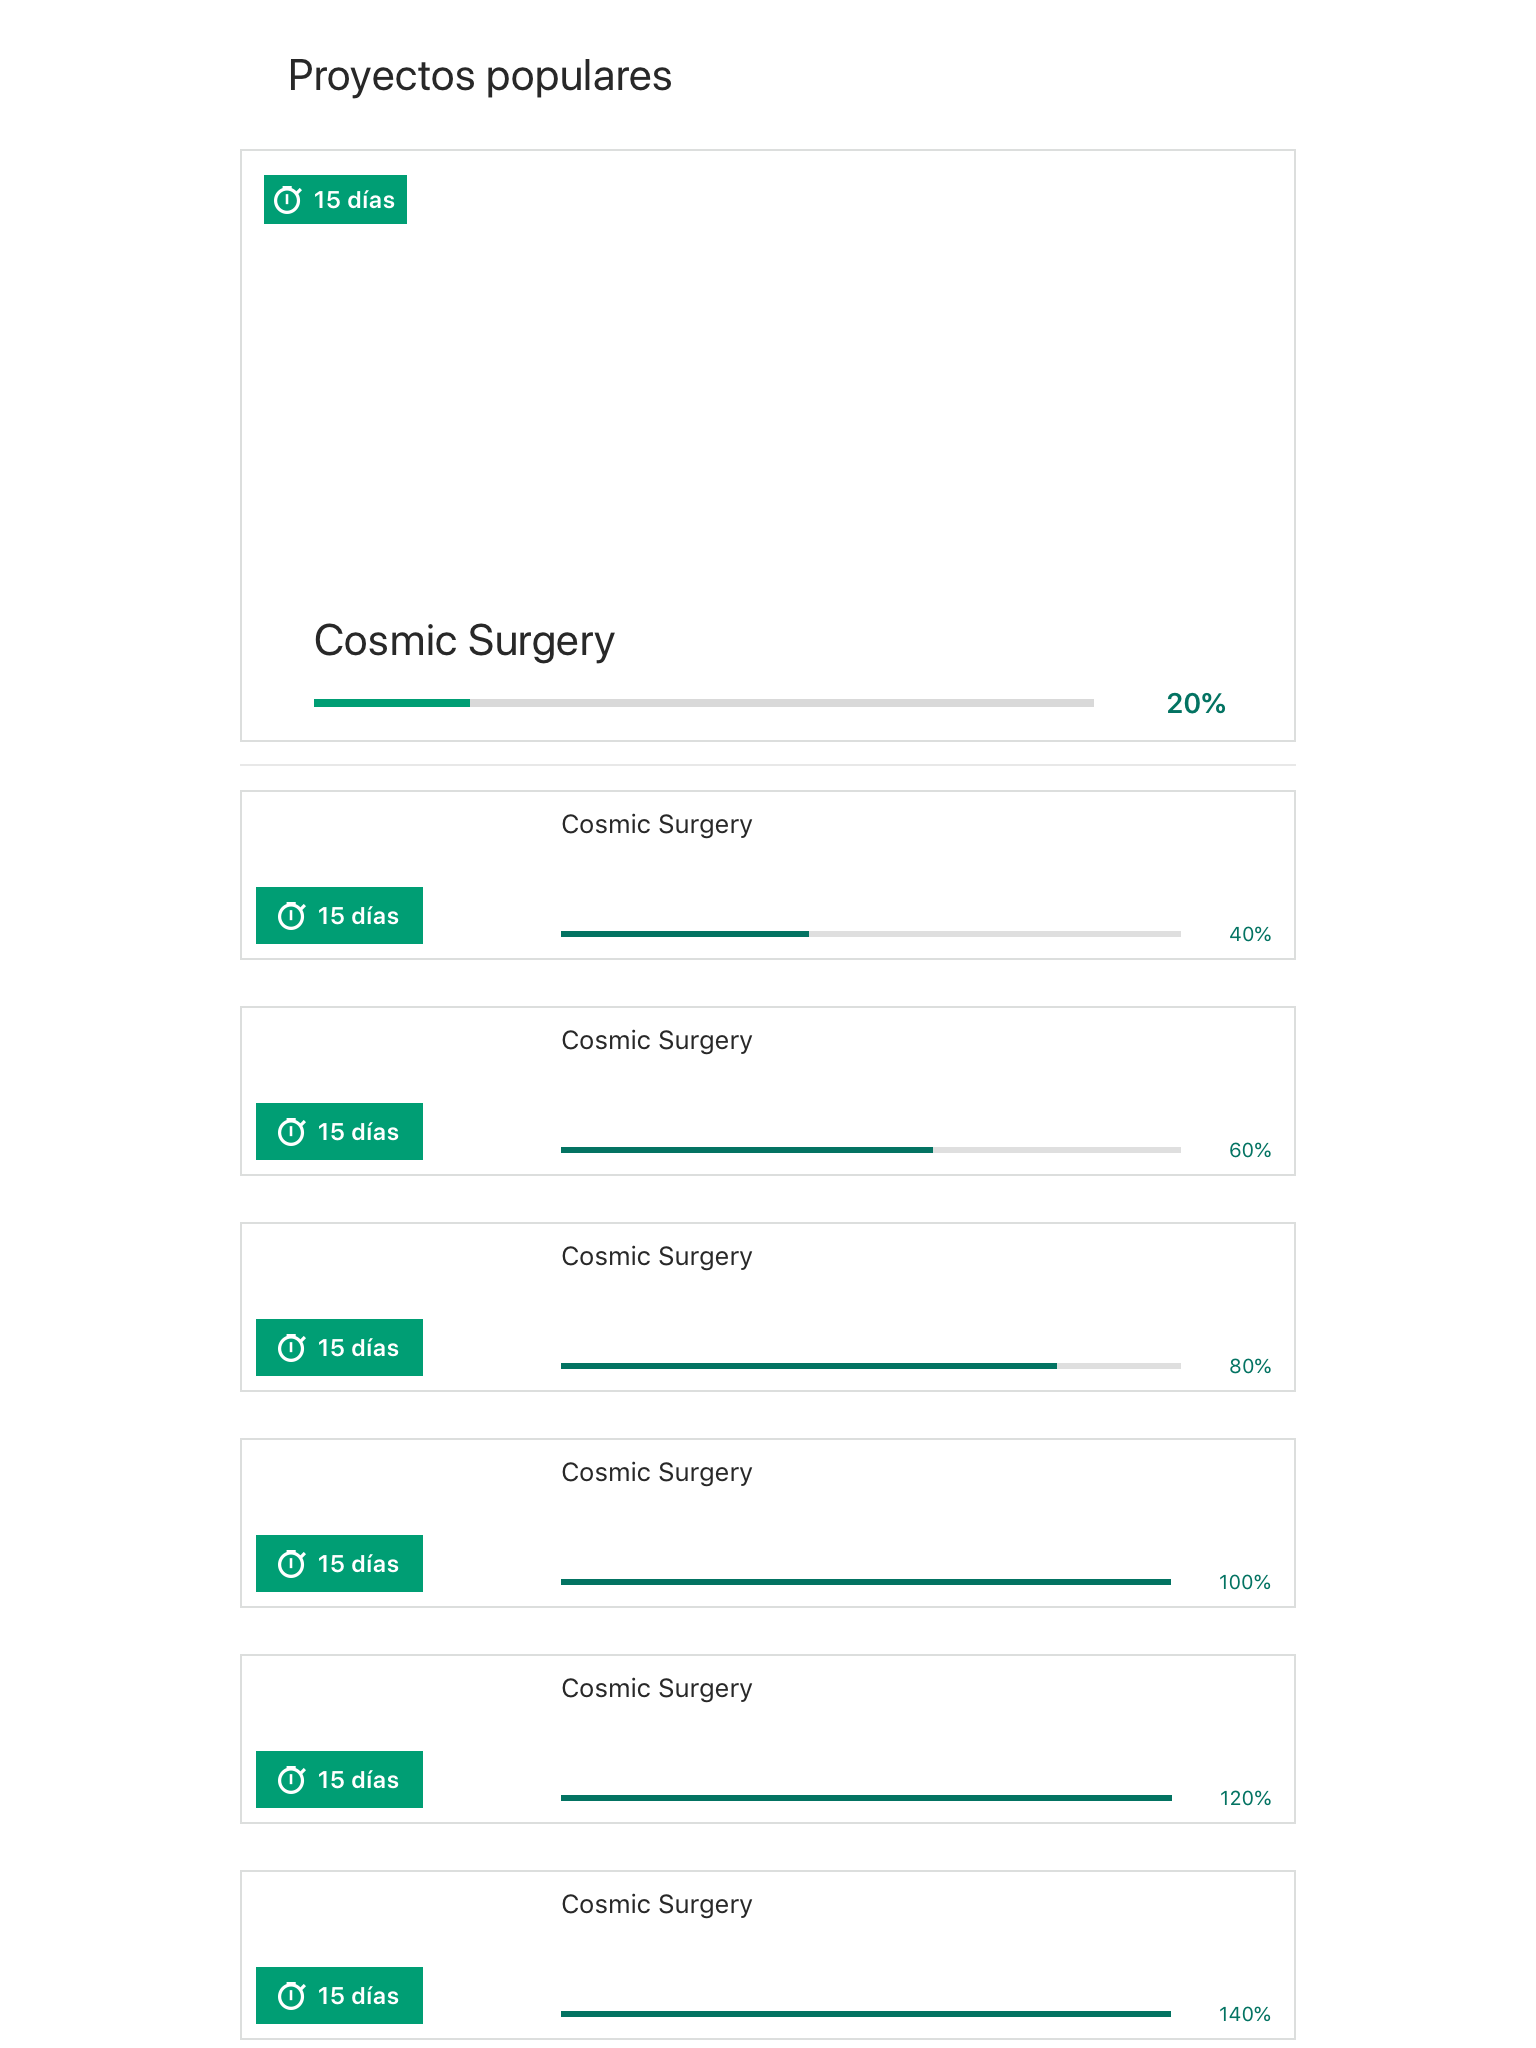 Proyectos populares
15 días
Cosmic Surgery
20%
Cosmic Surgery
15 días
40%
Cosmic Surgery
15 días
60%
Cosmic Surgery
15 días
80%
Cosmic Surgery
15 días
100%
Cosmic Surgery
15 días
120%
Cosmic Surgery
15 días
140%